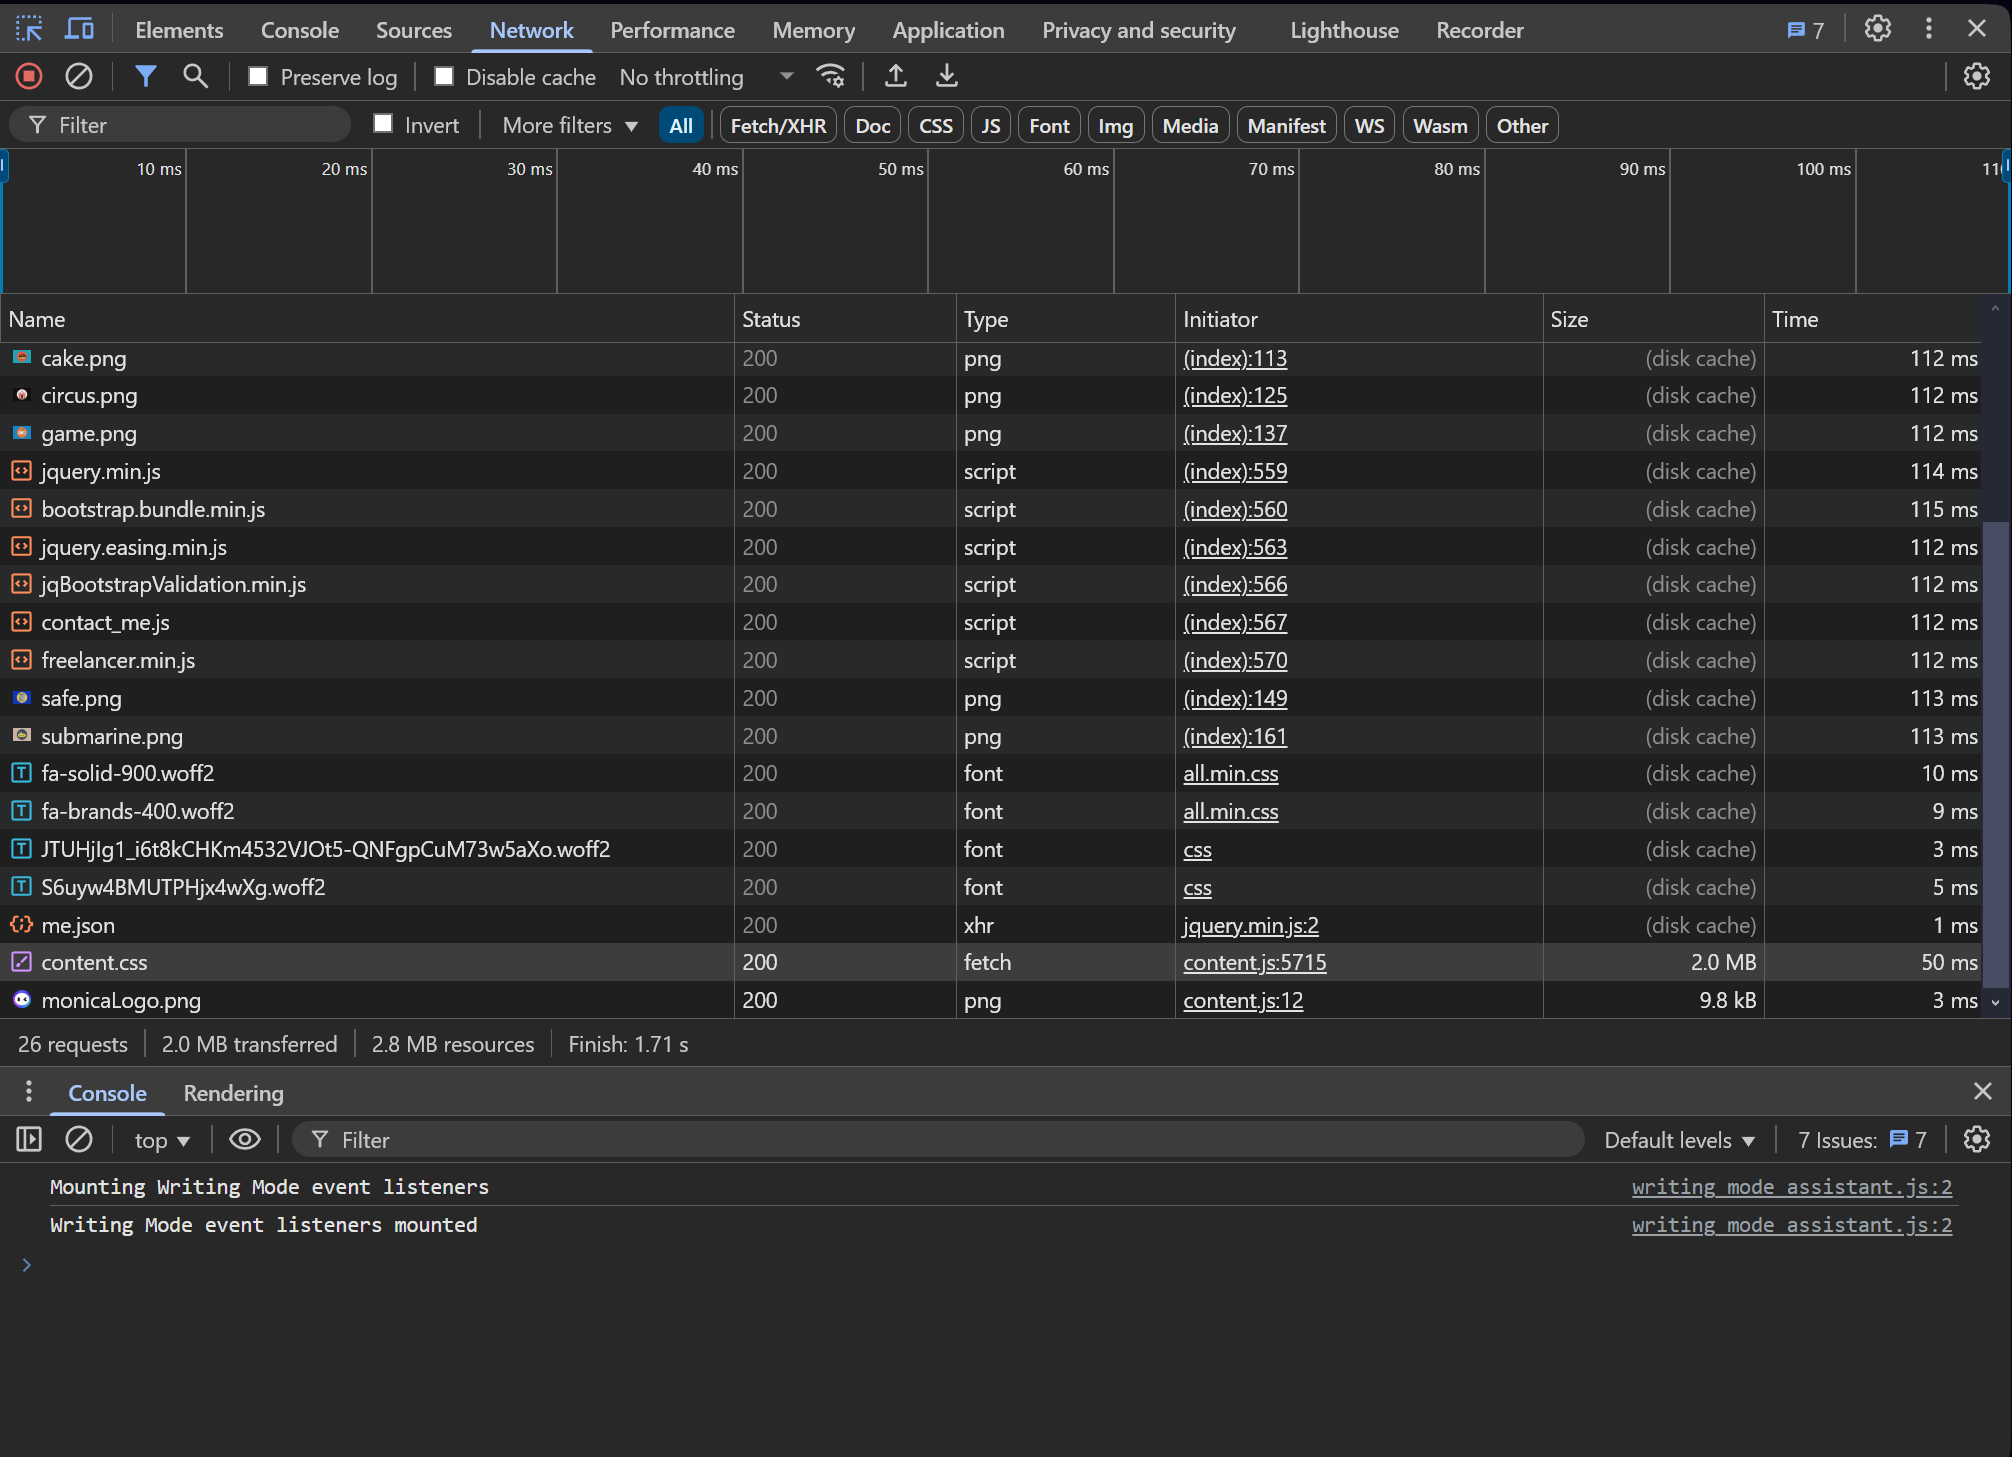 Elements Console Sources Network Performance Memory Application Privacy and security Lighthouse Recorder 7
Preserve log Disable cache No throttling
Filter Invert More filters All Fetch/XHR Doc CSS JS Font Img Media Manifest WS Wasm Other
10 ms 20 ms 30 ms 40 ms 50 ms 60 ms 70 ms 80 ms 90 ms 100 ms
Name Status Type Initiator Size Time
cake.png 200 png (index):113 (disk cache) 112 ms
circus.png 200 png (index):125 (disk cache) 112 ms
game.png 200 png (index):137 (disk cache) 112 ms
jquery.min.js 200 script (index):559 (disk cache) 114 ms
bootstrap.bundle.min.js 200 script (index):560 (disk cache) 115 ms
jquery.easing.min.js 200 script (index):563 (disk cache) 112 ms
jqBootstrapValidation.min.js 200 script (index):566 (disk cache) 112 ms
contact_me.js 200 script (index):567 (disk cache) 112 ms
freelancer.min.js 200 script (index):570 (disk cache) 112 ms
safe.png 200 png (index):149 (disk cache) 113 ms
submarine.png 200 png (index):161 (disk cache) 113 ms
fa-solid-900.woff2 200 font all.min.css (disk cache) 10 ms
fa-brands-400.woff2 200 font all.min.css (disk cache) 9 ms
JTUHjIg1_i6t8kCHKm4532VJOt5-QNFgpCuM73w5aXo.woff2 200 font css (disk cache) 3 ms
S6uyw4BMUTPHjx4wXg.woff2 200 font css (disk cache) 5 ms
me.json 200 xhr jquery.min.js:2 (disk cache) 1 ms
content.css 200 fetch content.js:5715 2.0 MB 50 ms
monicaLogo.png 200 png content.js:12 9.8 kB 3 ms
26 requests 2.0 MB transferred 2.8 MB resources Finish: 1.71 s
Console Rendering
top Filter Default levels 7 Issues: 7
Mounting Writing Mode event listeners writing_mode_assistant.js:2
Writing Mode event listeners mounted writing_mode_assistant.js:2